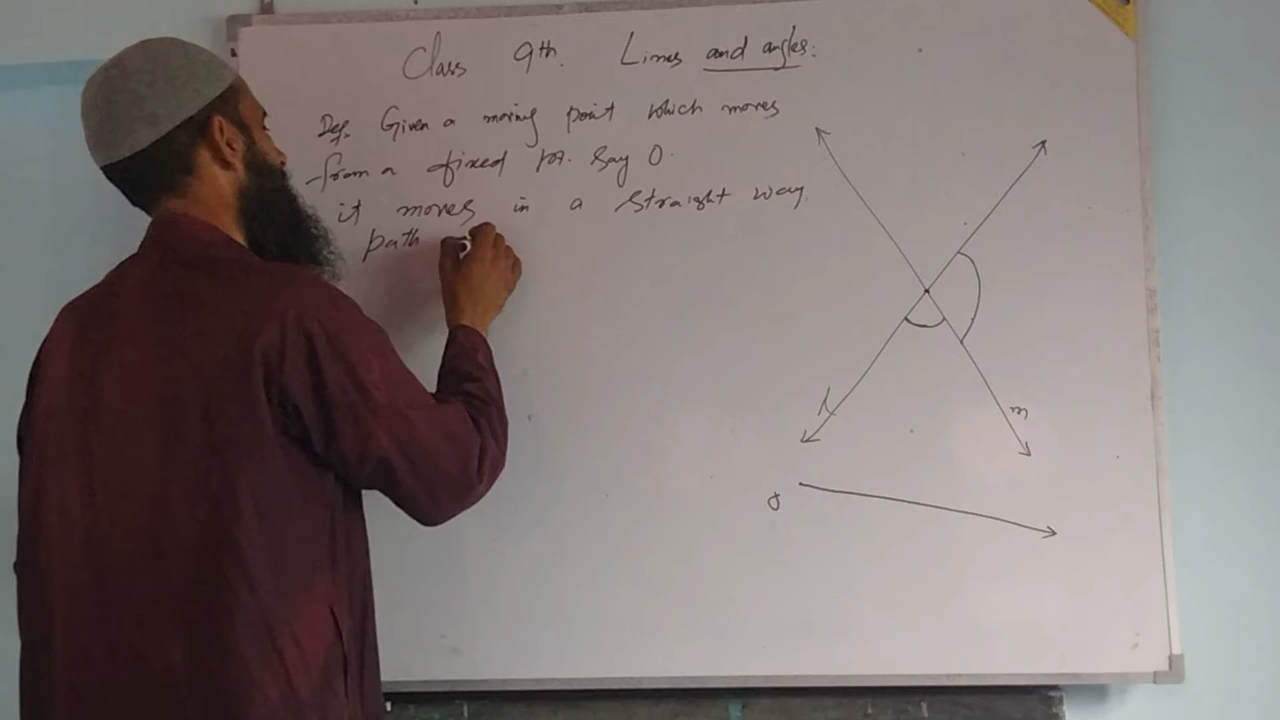 Class 9th. Lines and angles:
Def. Given a moving point which moves
from a fixed pt. Say O.
it moves in a straight way.
path
l
m
O